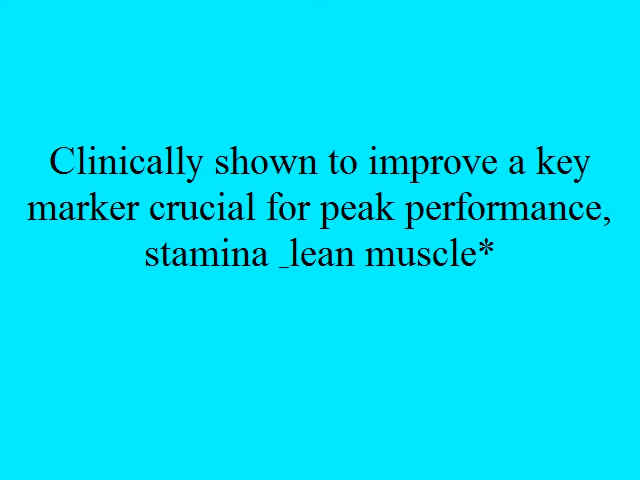 Clinically shown to improve a key
marker crucial for peak performance,
stamina _lean muscle*